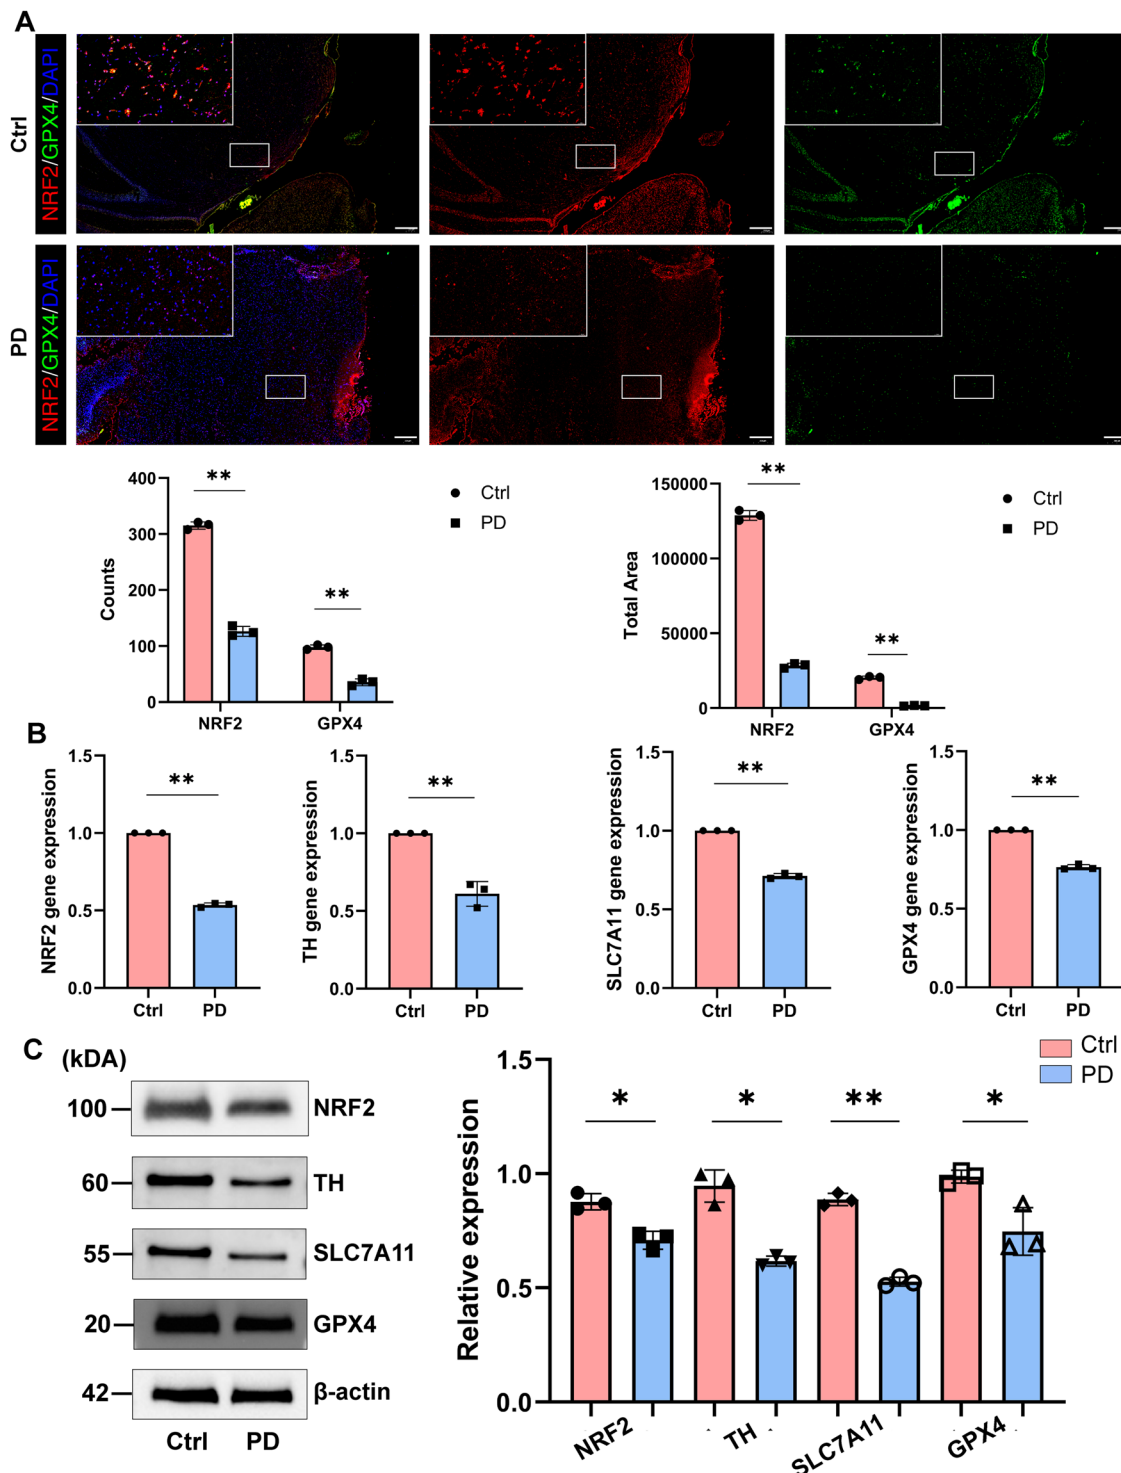 A
Ctrl
NRF2/GPX4/DAPI
PD
NRF2/GPX4/DAPI
400
300
200
100
0
Counts
**
**
NRF2
GPX4
Ctrl
PD
150000
100000
50000
0
Total Area
**
**
NRF2
GPX4
Ctrl
PD
B
1.5
1.0
0.5
0.0
NRF2 gene expression
**
Ctrl
PD
1.5
1.0
0.5
0.0
TH gene expression
**
Ctrl
PD
1.5
1.0
0.5
0.0
SLC7A11 gene expression
**
Ctrl
PD
1.5
1.0
0.5
0.0
GPX4 gene expression
**
Ctrl
PD
C
(kDA)
100
NRF2
60
TH
55
SLC7A11
20
GPX4
42
β-actin
Ctrl
PD
1.5
1.0
0.5
0.0
Relative expression
*
*
**
*
NRF2
TH
SLC7A11
GPX4
Ctrl
PD